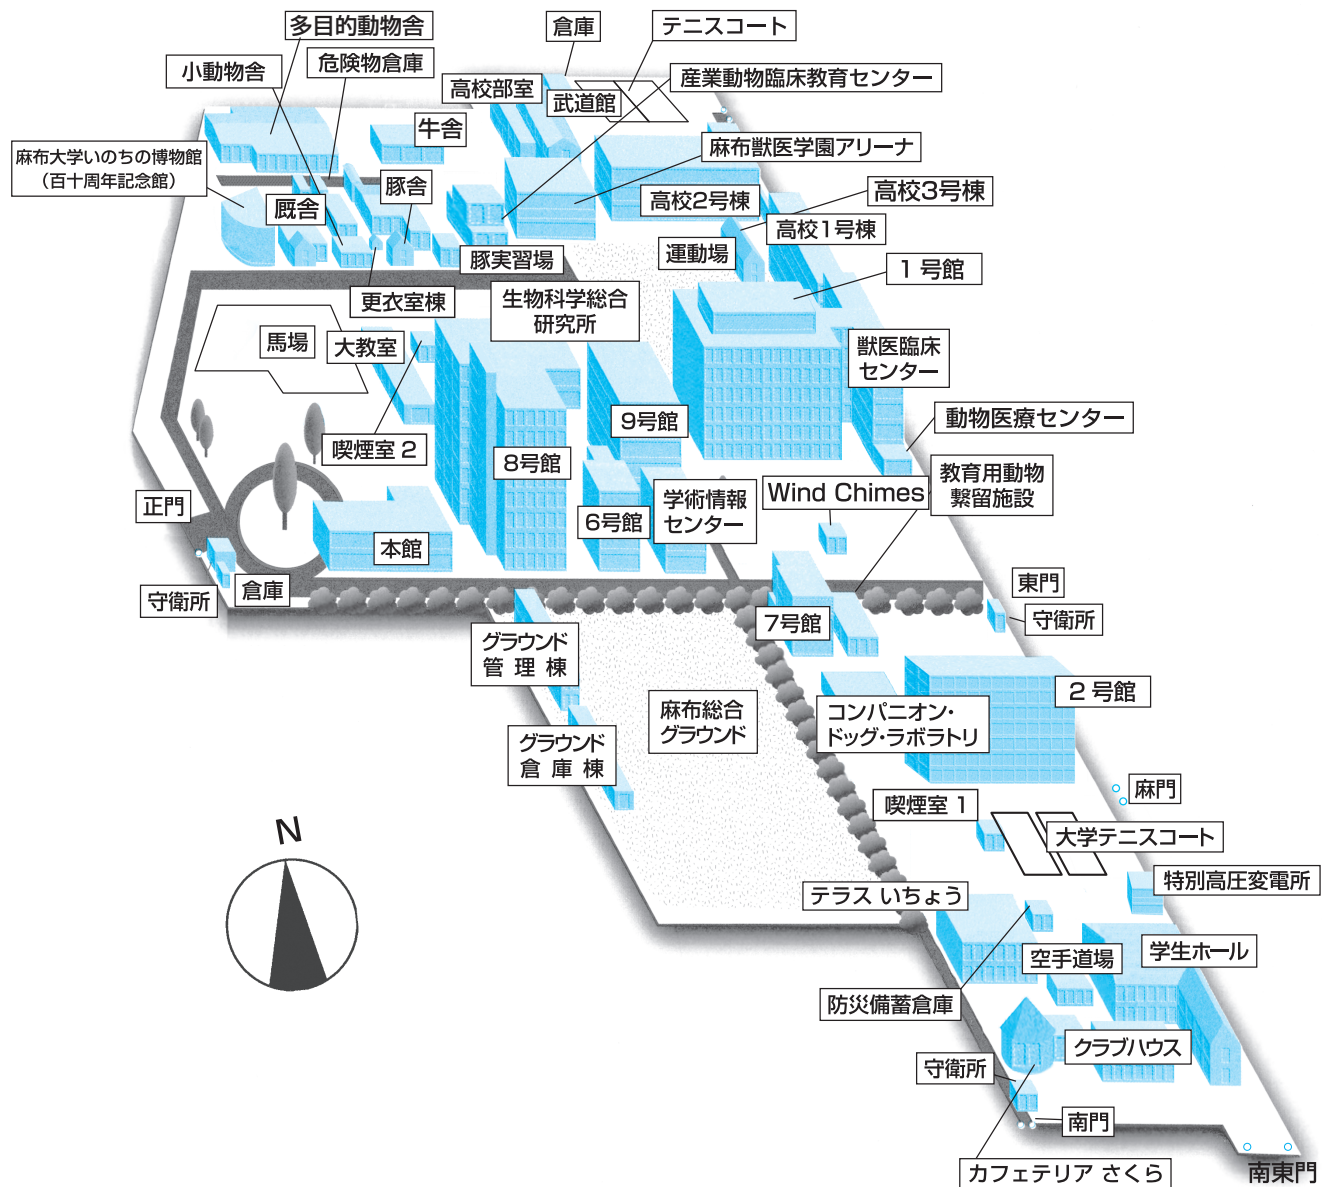 多目的動物舎
倉庫
テニスコート
小動物舎
危険物倉庫
高校部室
武道館
産業動物臨床教育センター
牛舎
麻布大学いのちの博物館
(百十周年記念館)
麻布獣医学園アリーナ
豚舎
厩舎
高校2号棟
高校3号棟
高校1号棟
豚実習場
運動場
1号館
更衣室棟
生物科学総合
研究所
馬場
大教室
獣医臨床
センター
9号館
動物医療センター
喫煙室2
8号館
教育用動物
繋留施設
Wind Chimes
正門
6号館
学術情報
センター
本館
守衛所
倉庫
東門
守衛所
7号館
グラウンド
管理棟
2号館
麻布総合
グラウンド
コンパニオン・
ドッグ・ラボラトリ
グラウンド
倉庫棟
麻門
喫煙室1
N
大学テニスコート
特別高圧変電所
テラス いちょう
空手道場
学生ホール
防災備蓄倉庫
クラブハウス
守衛所
南門
カフェテリア さくら
南東門